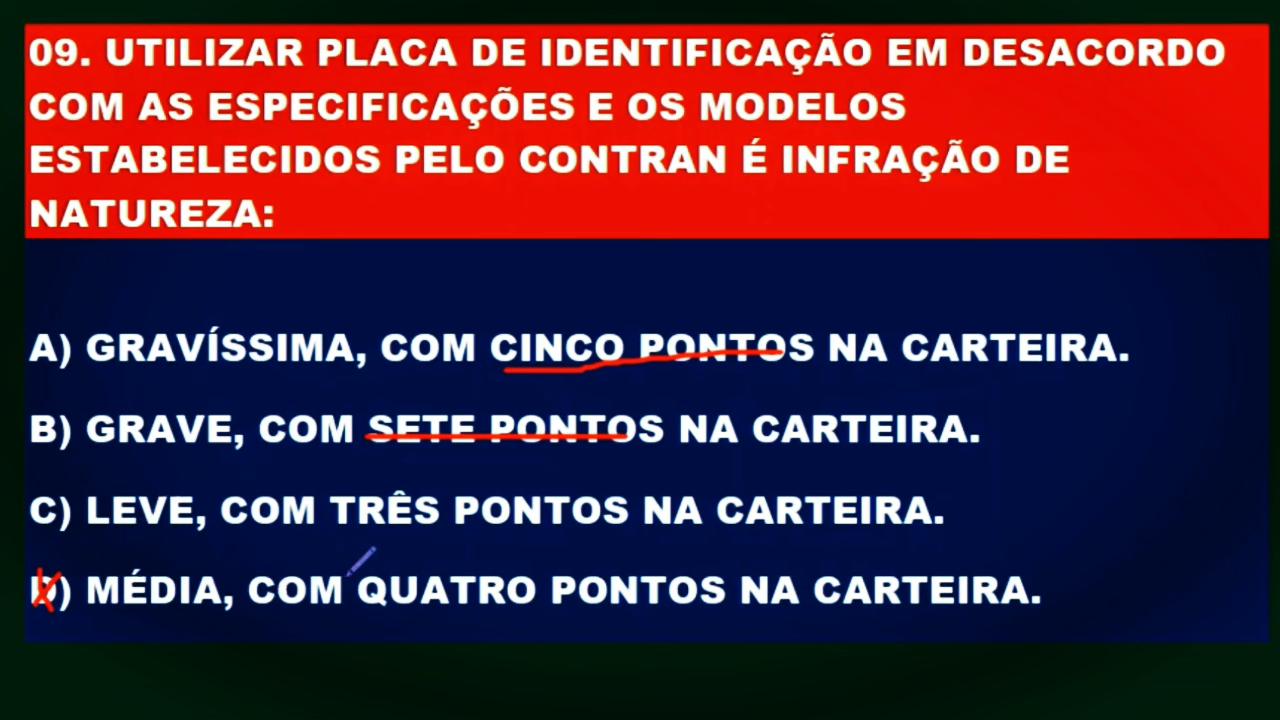 09. UTILIZAR PLACA DE IDENTIFICAÇÃO EM DESACORDO
COM AS ESPECIFICAÇÕES E OS MODELOS
ESTABELECIDOS PELO CONTRAN É INFRAÇÃO DE
NATUREZA:
A) GRAVÍSSIMA, COM CINCO PONTOS NA CARTEIRA.
B) GRAVE, COM SETE PONTOS NA CARTEIRA.
C) LEVE, COM TRÊS PONTOS NA CARTEIRA.
D) MÉDIA, COM QUATRO PONTOS NA CARTEIRA.